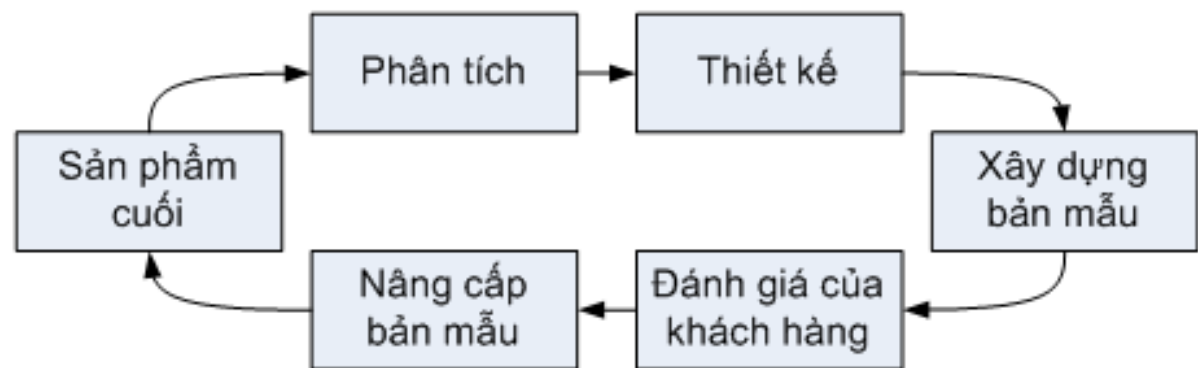 Phân tích
Thiết kế
Xây dựng
bản mẫu
Đánh giá của
khách hàng
Nâng cấp
bản mẫu
Sản phẩm
cuối